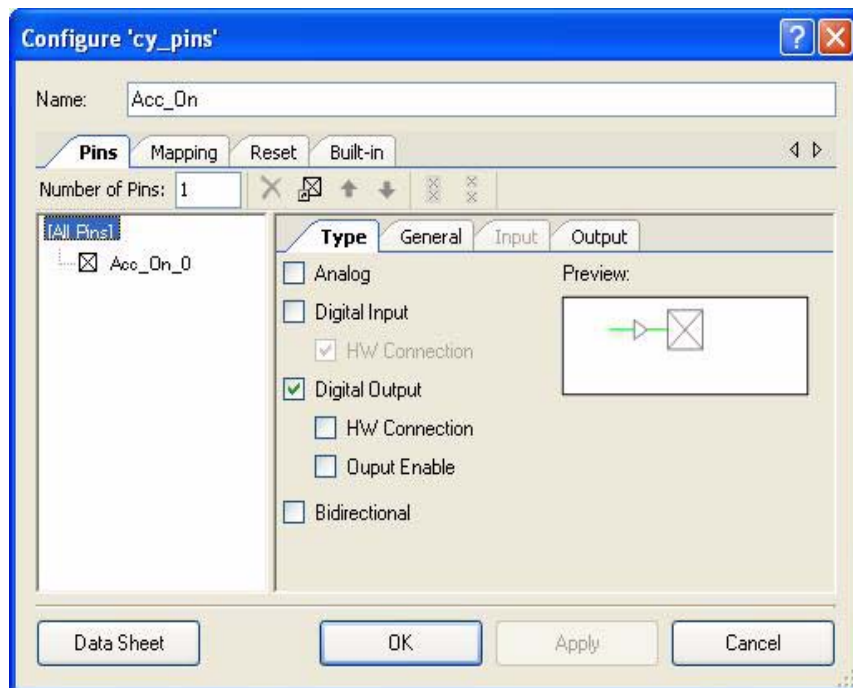 Configure 'cy_pins'
Name: Acc_On
Pins Mapping Reset Built-in
Number of Pins: 1
[All Pins]
Acc_On_0
Type General Input Output
Analog
Preview:
Digital Input
HW Connection
Digital Output
HW Connection
Ouput Enable
Bidirectional
Data Sheet OK Apply Cancel